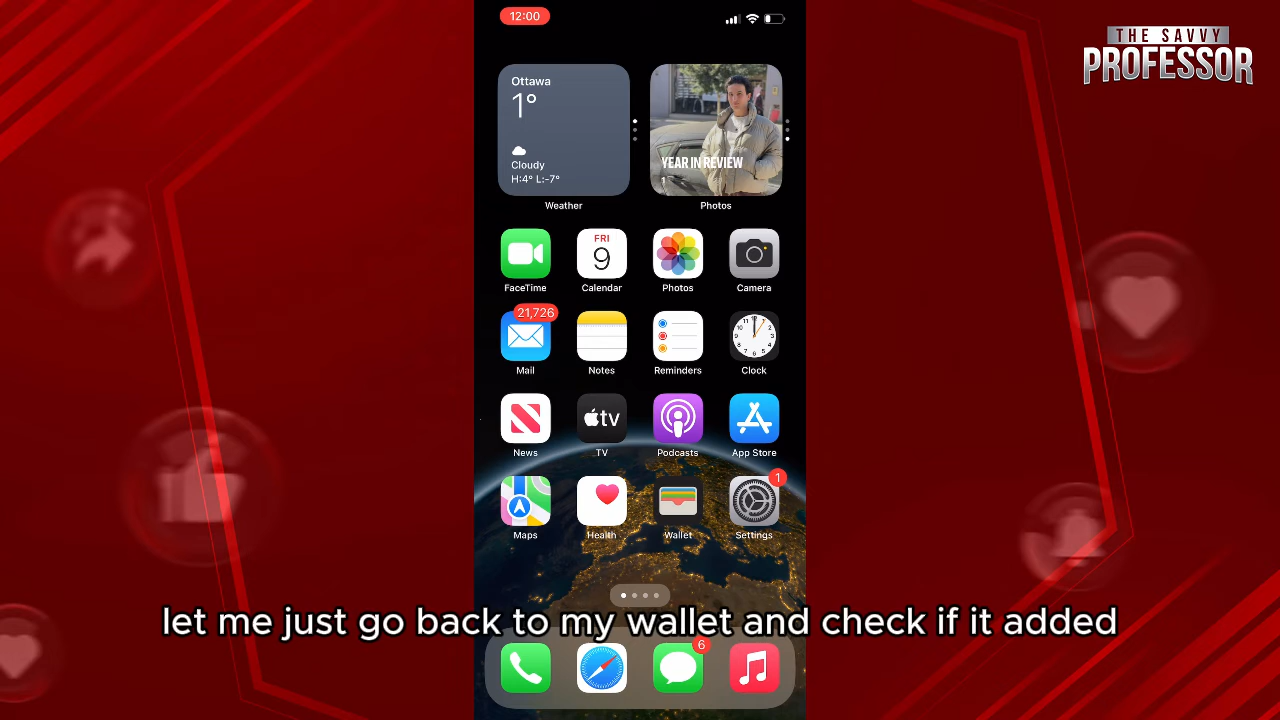 12:00
THE SAVVY
PROFESSOR
Ottawa
1°
Cloudy
H:4° L:-7°
Weather
YEAR IN REVIEW
Photos
FRI
9
FaceTime
Calendar
Photos
Camera
21,726
12
Mail
Notes
Reminders
Clock
tv
News
TV
Podcasts
App Store
1
Maps
Health
Wallet
Settings
let me just go back to my wallet and check if it added
6